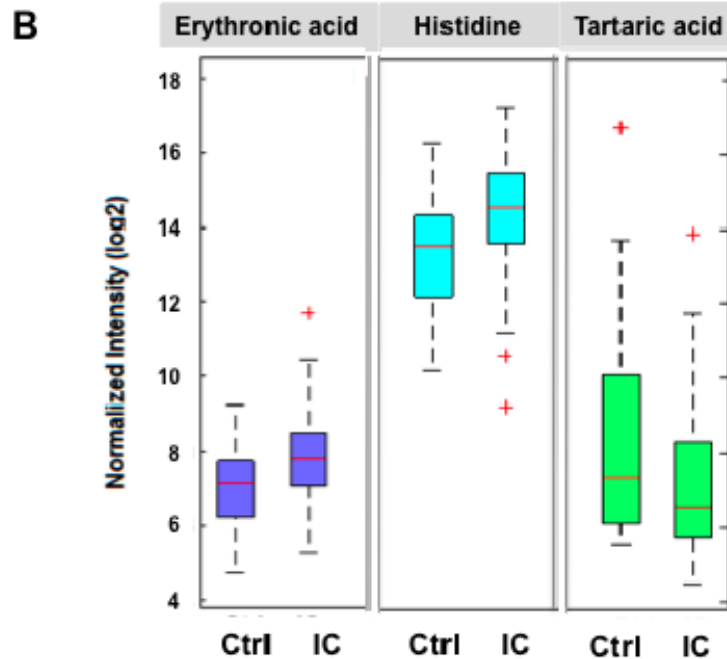 B
Erythronic acid Histidine Tartaric acid
Normalized Intensity (log2)
18
16
14
12
10
8
6
4
Ctrl IC Ctrl IC Ctrl IC